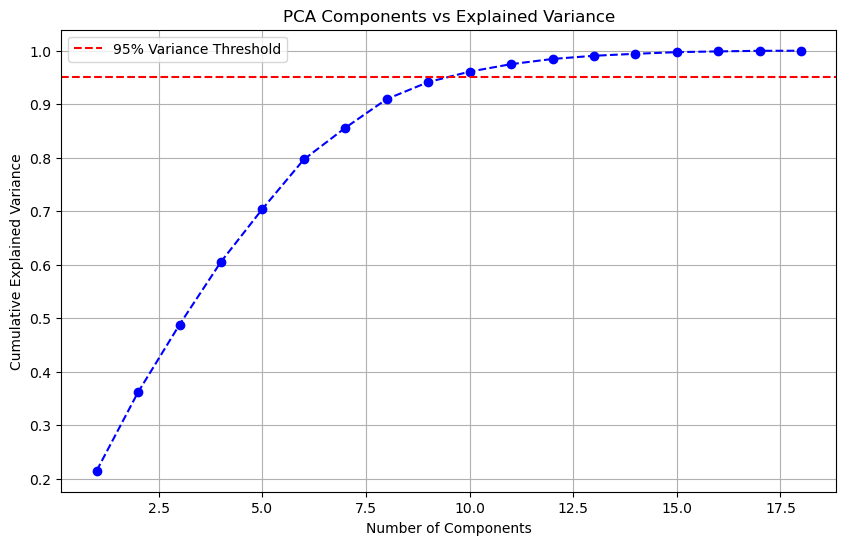 PCA Components vs Explained Variance
95% Variance Threshold
Cumulative Explained Variance
1.0
0.9
0.8
0.7
0.6
0.5
0.4
0.3
0.2
2.5 5.0 7.5 10.0 12.5 15.0 17.5
Number of Components